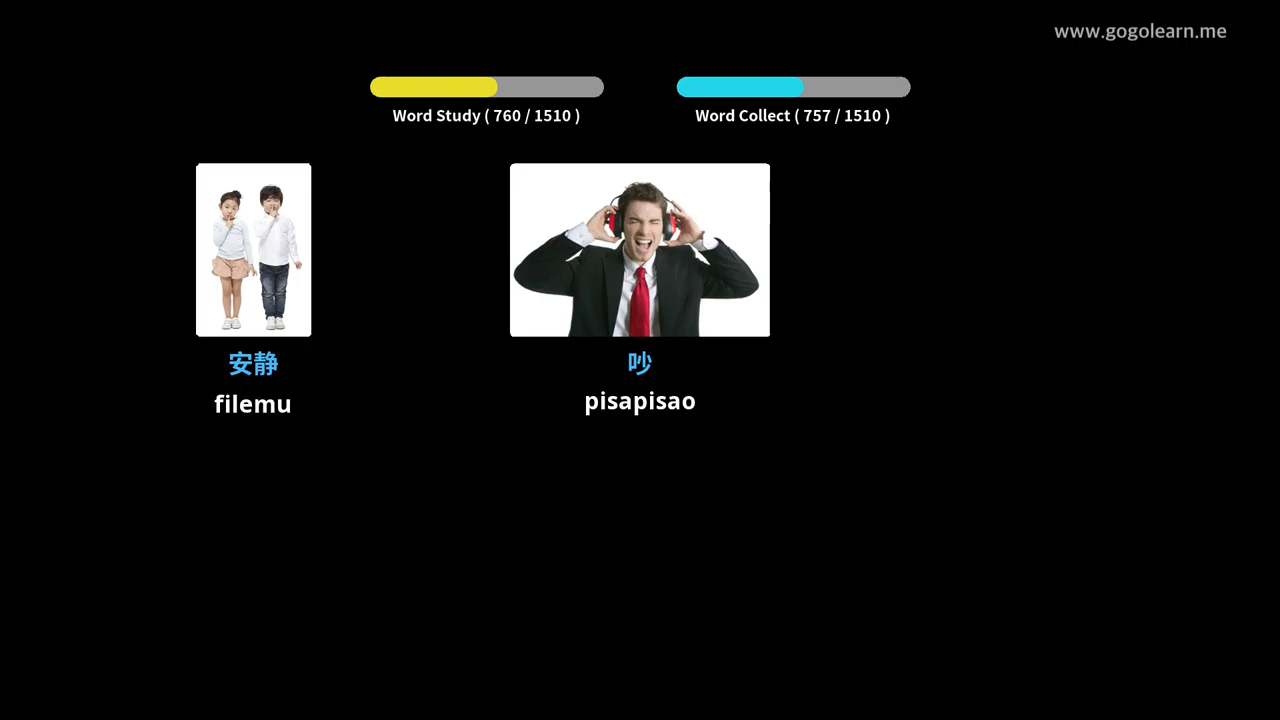 www.gogolearn.me
Word Study ( 760 / 1510 )
Word Collect ( 757 / 1510 )
安静
filemu
吵
pisapisao